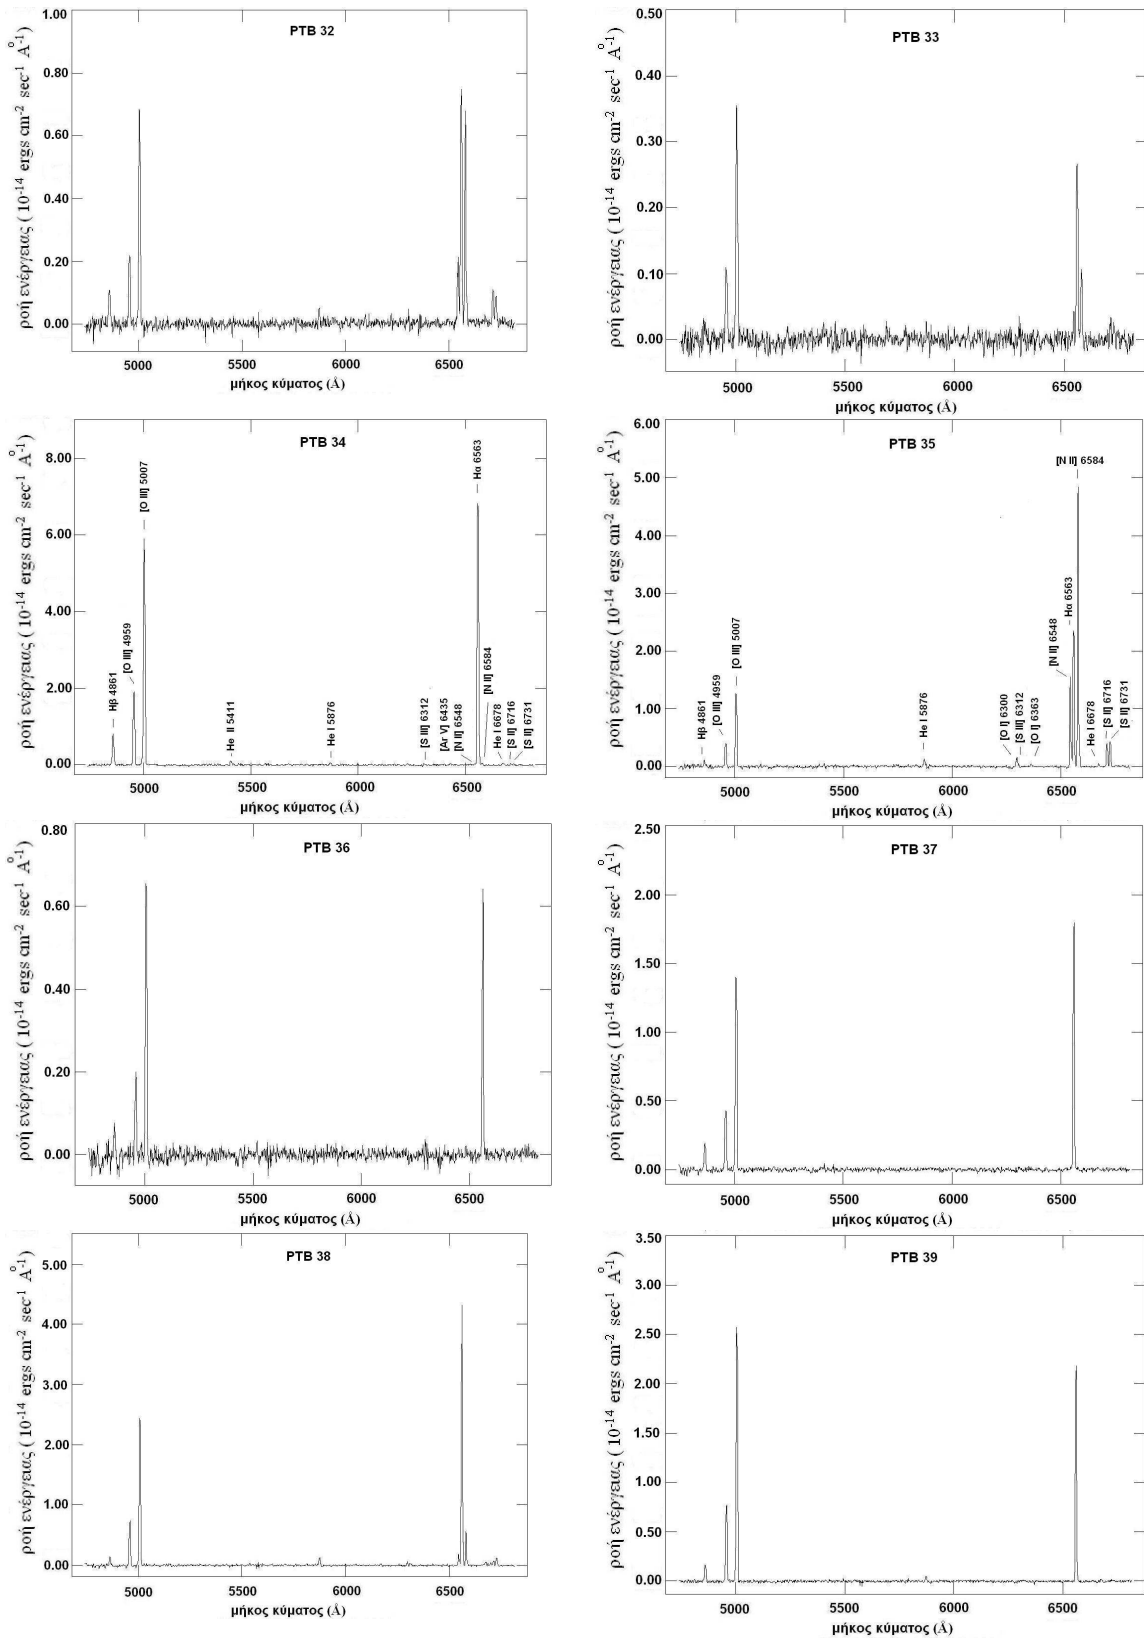 PTB 32
1.00
0.80
0.60
0.40
0.20
0.00
5000 5500 6000 6500
μήκος κύματος (Å)
ροή ενέργειας ( 10⁻¹⁴ ergs cm⁻² sec⁻¹ Å⁻¹)
PTB 33
0.50
0.40
0.30
0.20
0.10
0.00
5000 5500 6000 6500
μήκος κύματος (Å)
ροή ενέργειας ( 10⁻¹⁴ ergs cm⁻² sec⁻¹ Å⁻¹)
PTB 34
8.00
6.00
4.00
2.00
0.00
Hβ 4861
[O III] 4959
[O III] 5007
He II 5411
He I 5876
[S III] 6312
[Ar V] 6435
[N II] 6548
Hα 6563
[N II] 6584
He I 6678
[S II] 6716
[S II] 6731
5000 5500 6000 6500
μήκος κύματος (Å)
ροή ενέργειας ( 10⁻¹⁴ ergs cm⁻² sec⁻¹ Å⁻¹)
PTB 35
6.00
5.00
4.00
3.00
2.00
1.00
0.00
Hβ 4861
[O III] 4959
[O III] 5007
He I 5876
[O I] 6300
[S III] 6312
[O I] 6363
[N II] 6548
Hα 6563
[N II] 6584
He I 6678
[S II] 6716
[S II] 6731
5000 5500 6000 6500
μήκος κύματος (Å)
ροή ενέργειας ( 10⁻¹⁴ ergs cm⁻² sec⁻¹ Å⁻¹)
PTB 36
0.80
0.60
0.40
0.20
0.00
5000 5500 6000 6500
μήκος κύματος (Å)
ροή ενέργειας ( 10⁻¹⁴ ergs cm⁻² sec⁻¹ Å⁻¹)
PTB 37
2.50
2.00
1.50
1.00
0.50
0.00
5000 5500 6000 6500
μήκος κύματος (Å)
ροή ενέργειας ( 10⁻¹⁴ ergs cm⁻² sec⁻¹ Å⁻¹)
PTB 38
5.00
4.00
3.00
2.00
1.00
0.00
5000 5500 6000 6500
μήκος κύματος (Å)
ροή ενέργειας ( 10⁻¹⁴ ergs cm⁻² sec⁻¹ Å⁻¹)
PTB 39
3.50
3.00
2.50
2.00
1.50
1.00
0.50
0.00
5000 5500 6000 6500
μήκος κύματος (Å)
ροή ενέργειας ( 10⁻¹⁴ ergs cm⁻² sec⁻¹ Å⁻¹)